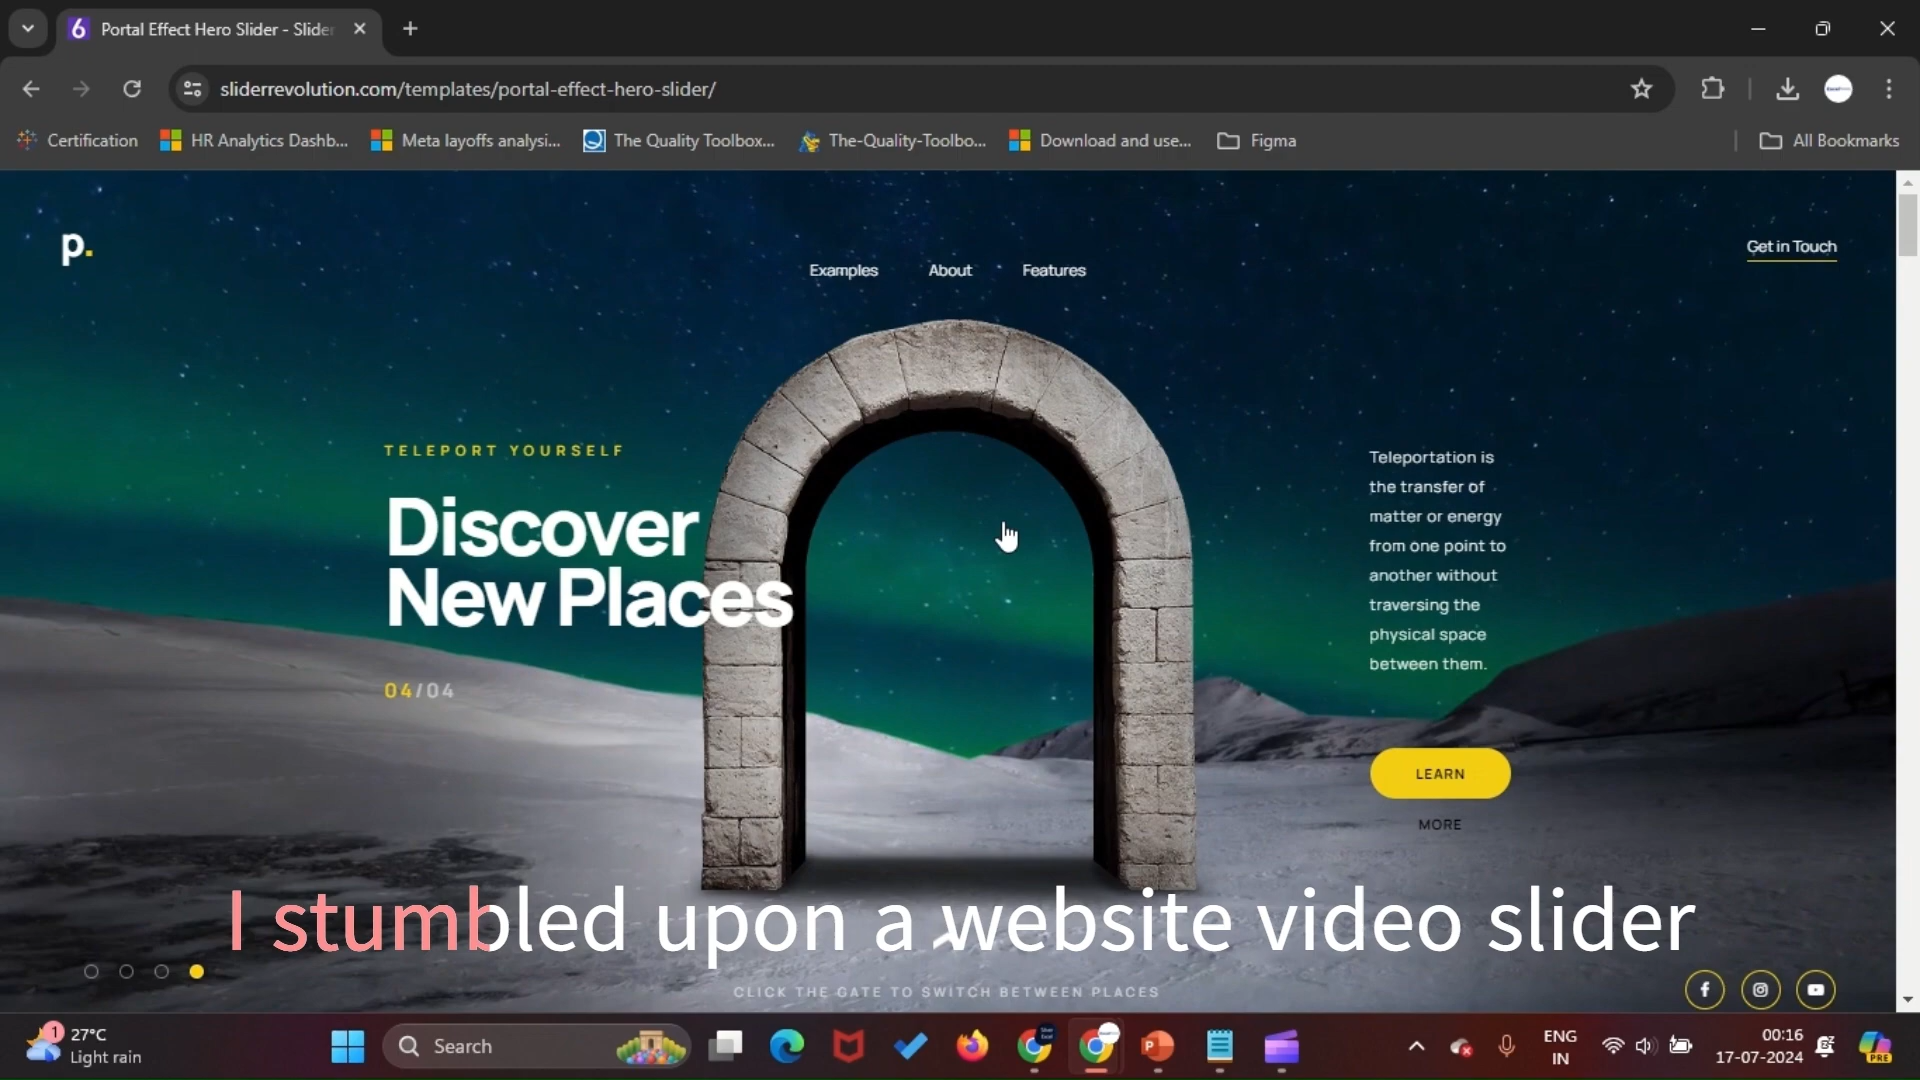 Portal Effect Hero Slider - Slide
sliderrevolution.com/templates/portal-effect-hero-slider/
Certification
HR Analytics Dashb...
Meta layoffs analysi...
The Quality Toolbox...
The-Quality-Toolbo...
Download and use...
Figma
All Bookmarks
p.
Examples
About
Features
Get in Touch
TELEPORT YOURSELF
Discover
New Places
04/04
Teleportation is
the transfer of
matter or energy
from one point to
another without
traversing the
physical space
between them.
LEARN
MORE
I stumbled upon a website video slider
CLICK THE GATE TO SWITCH BETWEEN PLACES
1
27°C
Light rain
Search
ENG
IN
00:16
17-07-2024
PRE